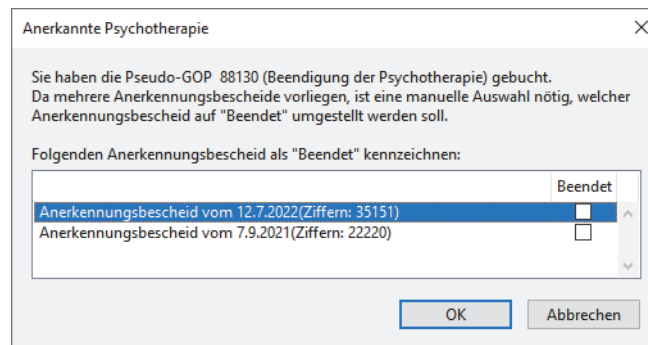 Anerkannte Psychotherapie
Sie haben die Pseudo-GOP  88130 (Beendigung der Psychotherapie) gebucht.
Da mehrere Anerkennungsbescheide vorliegen, ist eine manuelle Auswahl nötig, welcher
Anerkennungsbescheid auf "Beendet" umgestellt werden soll.
Folgenden Anerkennungsbescheid als "Beendet" kennzeichnen:
Beendet
Anerkennungsbescheid vom 12.7.2022(Ziffern: 35151)
Anerkennungsbescheid vom 7.9.2021(Ziffern: 22220)
OK Abbrechen